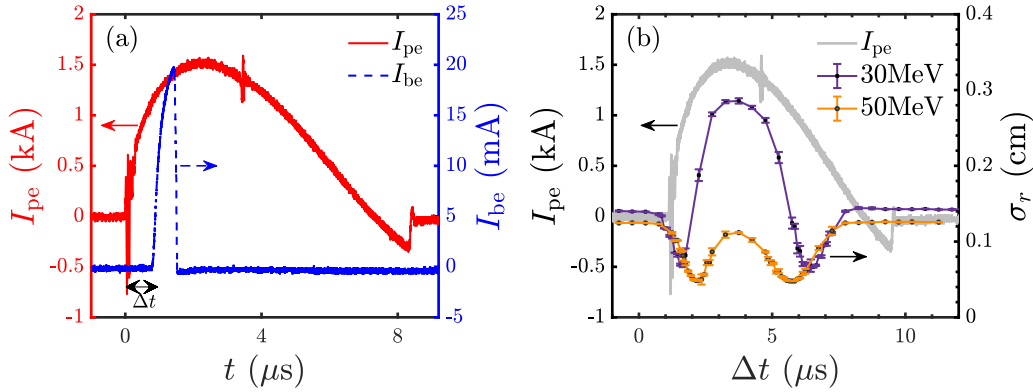 (a)
I_pe
I_be
2
1.5
1
0.5
0
-0.5
-1
I_pe (kA)
25
20
15
10
5
0
-5
I_be (mA)
Δt
0
4
8
t (μs)
(b)
I_pe
30MeV
50MeV
2
1.5
1
0.5
0
-0.5
-1
I_pe (kA)
0.4
0.3
0.2
0.1
0
σ_r (cm)
0
5
10
Δt (μs)